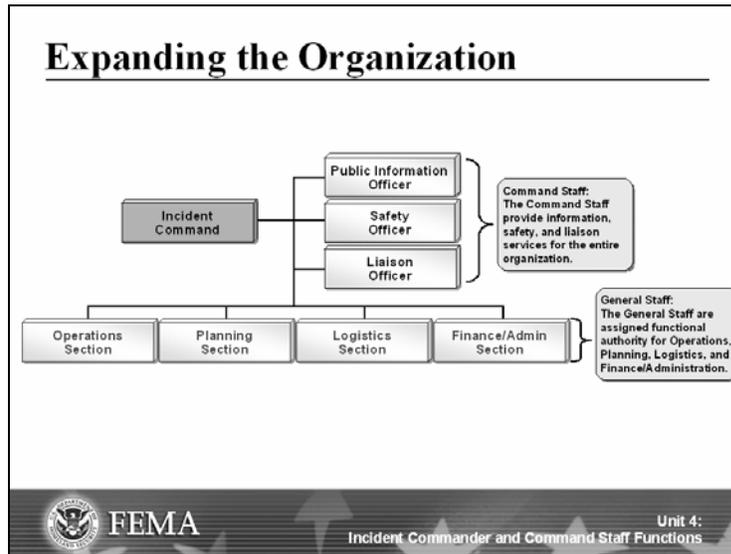 Expanding the Organization
Public Information
Officer
Incident
Command
Safety
Officer
Liaison
Officer
Command Staff:
The Command Staff
provide information,
safety, and liaison
services for the entire
organization.
Operations
Section
Planning
Section
Logistics
Section
Finance/Admin
Section
General Staff:
The General Staff are
assigned functional
authority for Operations,
Planning, Logistics, and
Finance/Administration.
FEMA
Unit 4:
Incident Commander and Command Staff Functions